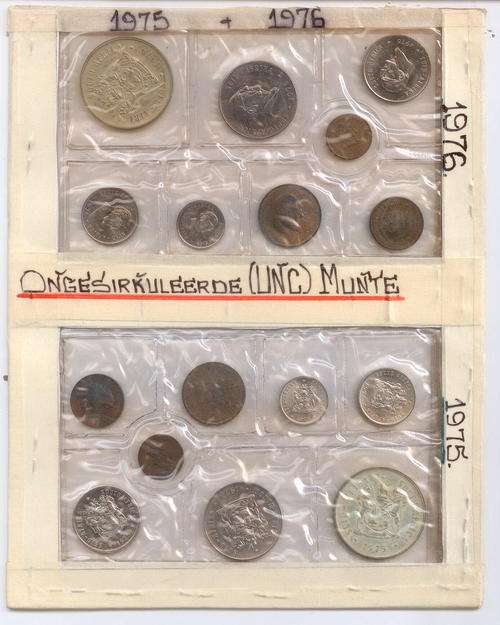 1975 + 1976
1976.
ONGESIRKULEERDE (UNC) MUNTE
1975.